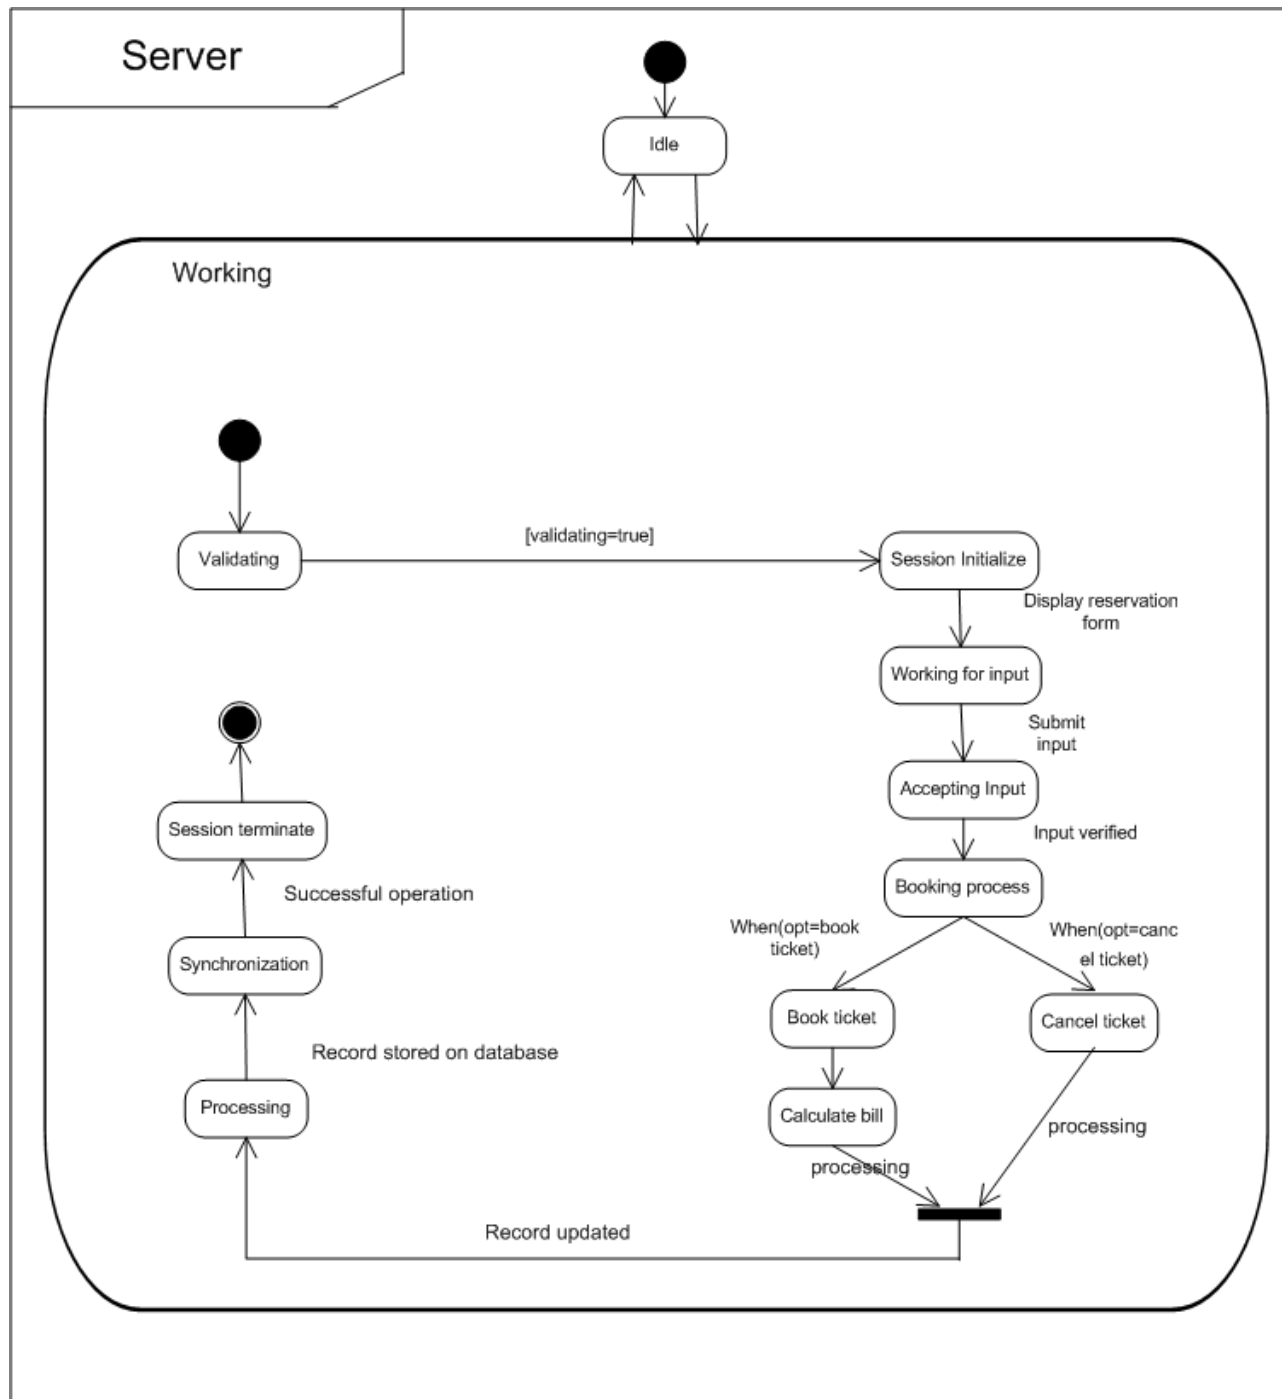 Server
Idle
Working
[validating=true]
Validating
Session Initialize
Display reservation
form
Working for input
Submit
input
Accepting Input
Input verified
Booking process
When(opt=book
ticket)
When(opt=canc
el ticket)
Book ticket
Cancel ticket
Calculate bill
processing
processing
Record updated
Processing
Record stored on database
Synchronization
Successful operation
Session terminate